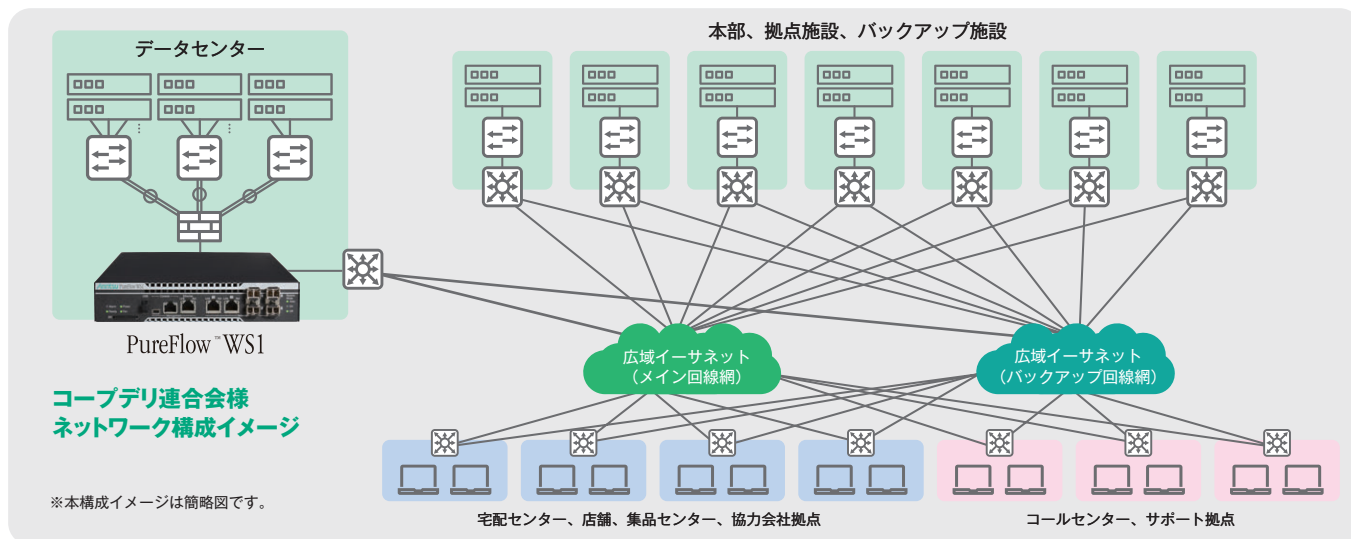 データセンター
本部、拠点施設、バックアップ施設
PureFlow™WS1
広域イーサネット
（メイン回線網）
広域イーサネット
（バックアップ回線網）
コープデリ連合会様
ネットワーク構成イメージ
※本構成イメージは簡略図です。
宅配センター、店舗、集品センター、協力会社拠点
コールセンター、サポート拠点